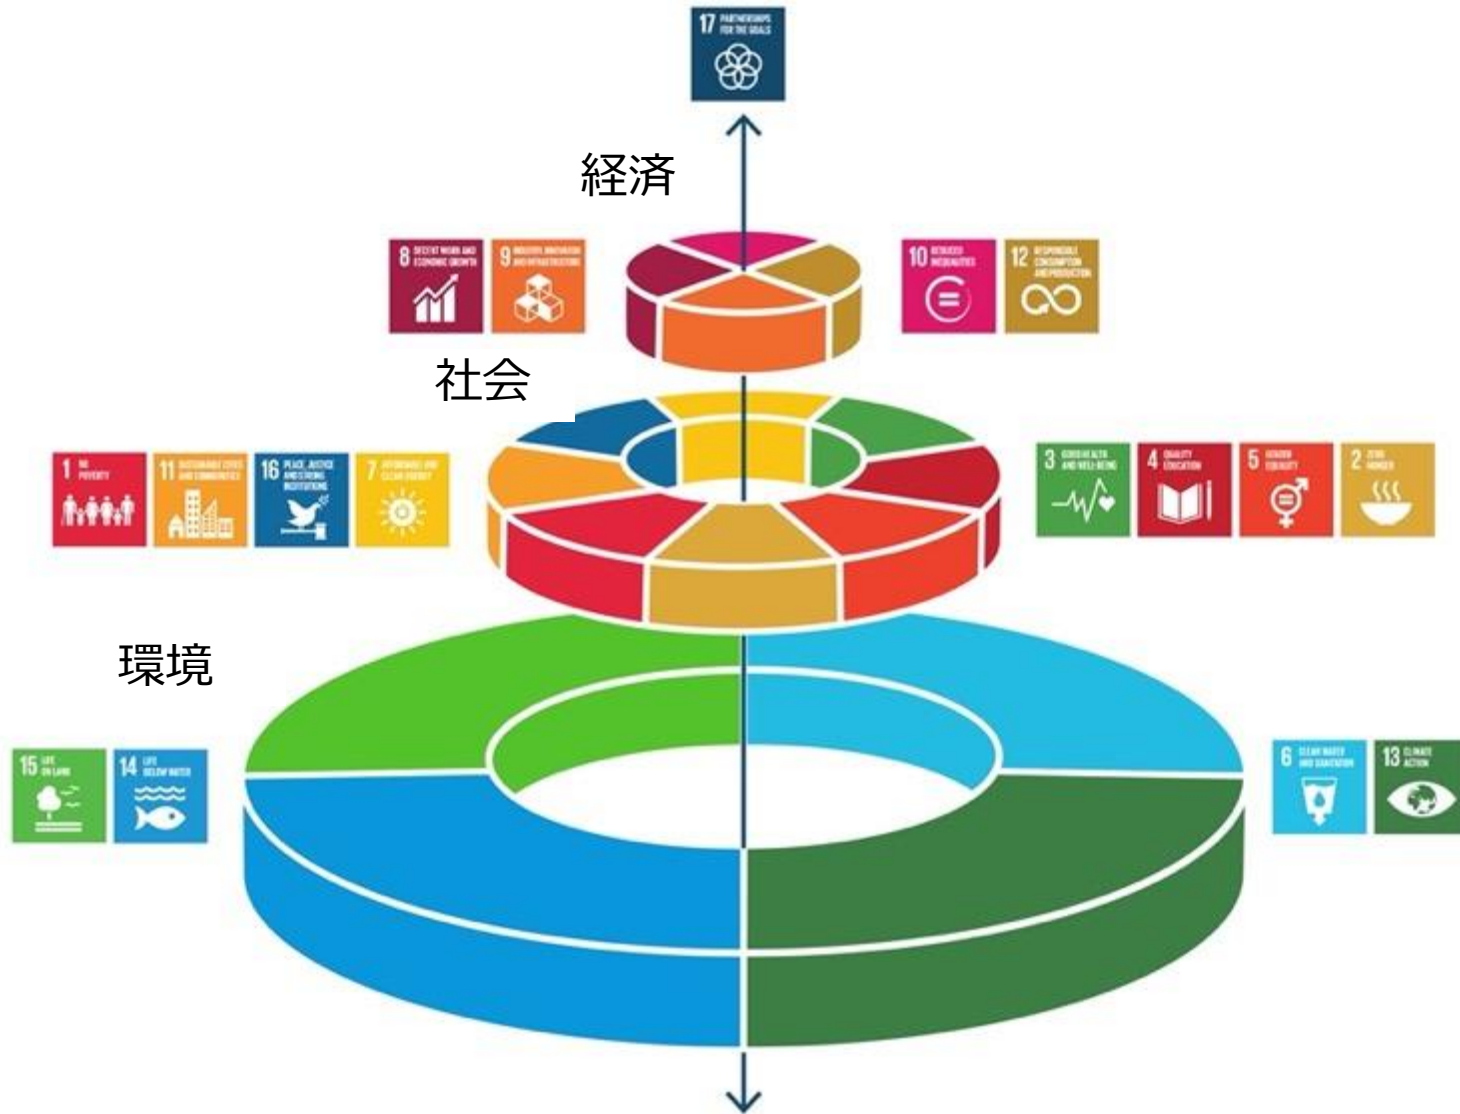 17 PARTNERSHIPS
FOR THE GOALS
経済
8 DECENT WORK AND
ECONOMIC GROWTH
9 INDUSTRY, INNOVATION
AND INFRASTRUCTURE
10 REDUCED
INEQUALITIES
12 RESPONSIBLE
CONSUMPTION
AND PRODUCTION
社会
1 NO
POVERTY
11 SUSTAINABLE CITIES
AND COMMUNITIES
16 PEACE, JUSTICE
AND STRONG
INSTITUTIONS
7 AFFORDABLE AND
CLEAN ENERGY
3 GOOD HEALTH
AND WELL-BEING
4 QUALITY
EDUCATION
5 GENDER
EQUALITY
2 ZERO
HUNGER
環境
15 LIFE
ON LAND
14 LIFE
BELOW WATER
6 CLEAN WATER
AND SANITATION
13 CLIMATE
ACTION